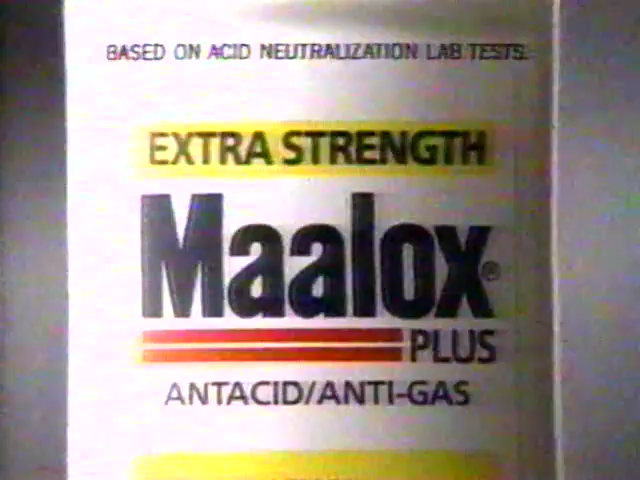 BASED ON ACID NEUTRALIZATION LAB TESTS.
EXTRA STRENGTH
Maalox®
PLUS
ANTACID/ANTI-GAS